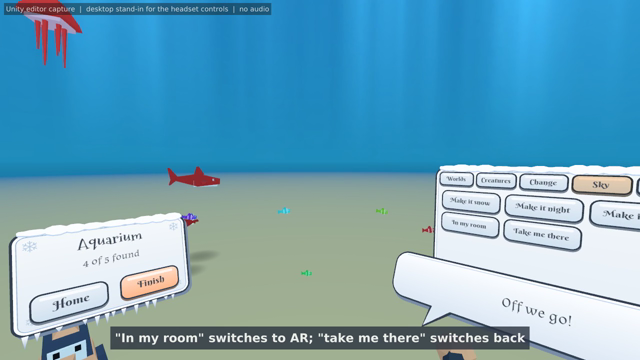 Unity editor capture | desktop stand-in for the headset controls | no audio
Worlds
Creatures
Change
Sky
Make it snow
Make it night
Make i
In my room
Take me there
Aquarium
4 of 5 found
Home
Finish
Off we go!
"In my room" switches to AR; "take me there" switches back